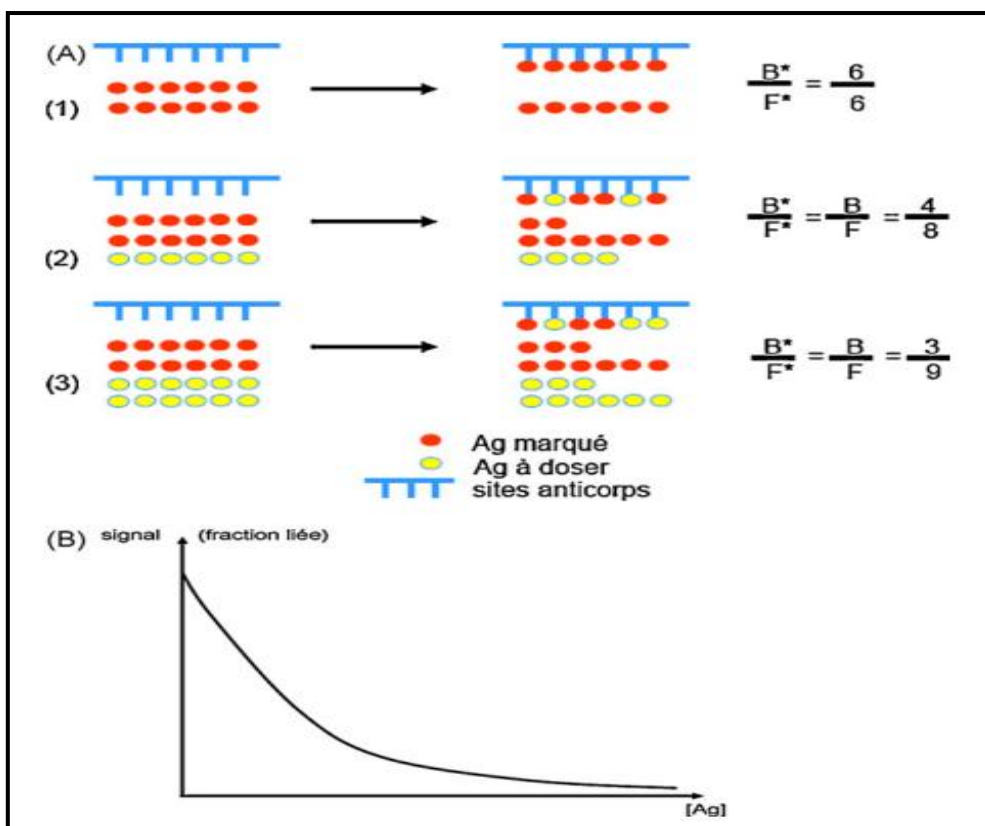 (A)
(1)
B* / F* = 6 / 6
(2)
B* / F* = B / F = 4 / 8
(3)
B* / F* = B / F = 3 / 9
Ag marqué
Ag à doser
sites anticorps
(B) signal (fraction liée)
[Ag]